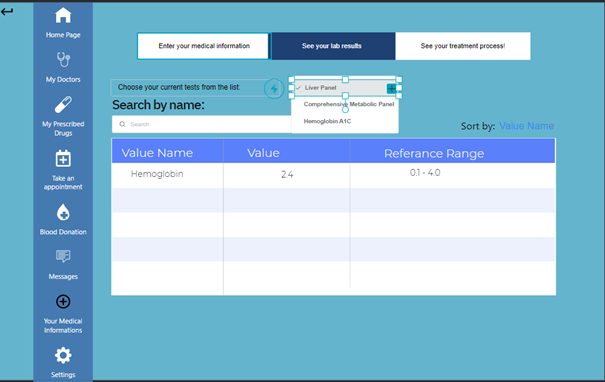 Home Page
My Doctors
My Prescribed
Drugs
Take an
appointment
Blood Donation
Messages
Your Medical
Informations
Settings
Enter your medical information
See your lab results
See your treatment process!
Choose your current tests from the list:
Liver Panel
Comprehensive Metabolic Panel
Hemoglobin A1C
Search by name:
Search
Sort by: Value Name
Value Name Value Referance Range
Hemoglobin 2.4 0.1 - 4.0